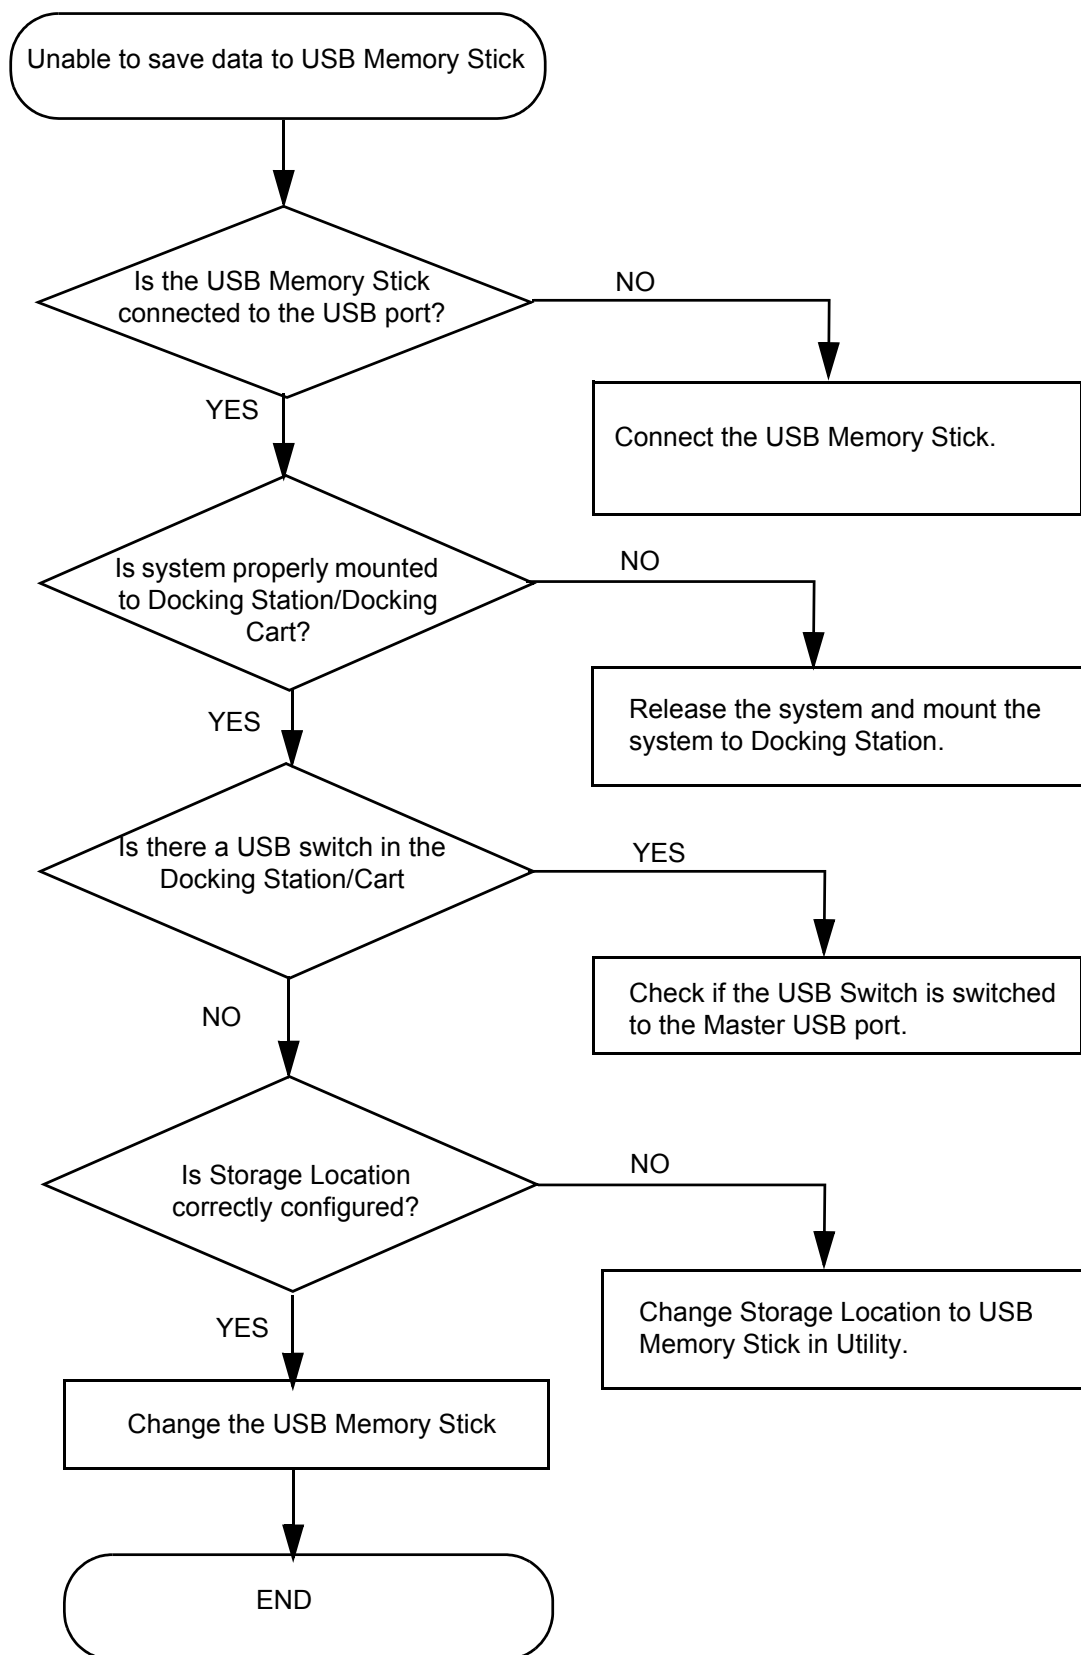 Unable to save data to USB Memory Stick
Is the USB Memory Stick
connected to the USB port?
NO
YES
Connect the USB Memory Stick.
Is system properly mounted
to Docking Station/Docking
Cart?
NO
YES
Release the system and mount the
system to Docking Station.
Is there a USB switch in the
Docking Station/Cart
YES
NO
Check if the USB Switch is switched
to the Master USB port.
Is Storage Location
correctly configured?
NO
YES
Change Storage Location to USB
Memory Stick in Utility.
Change the USB Memory Stick
END